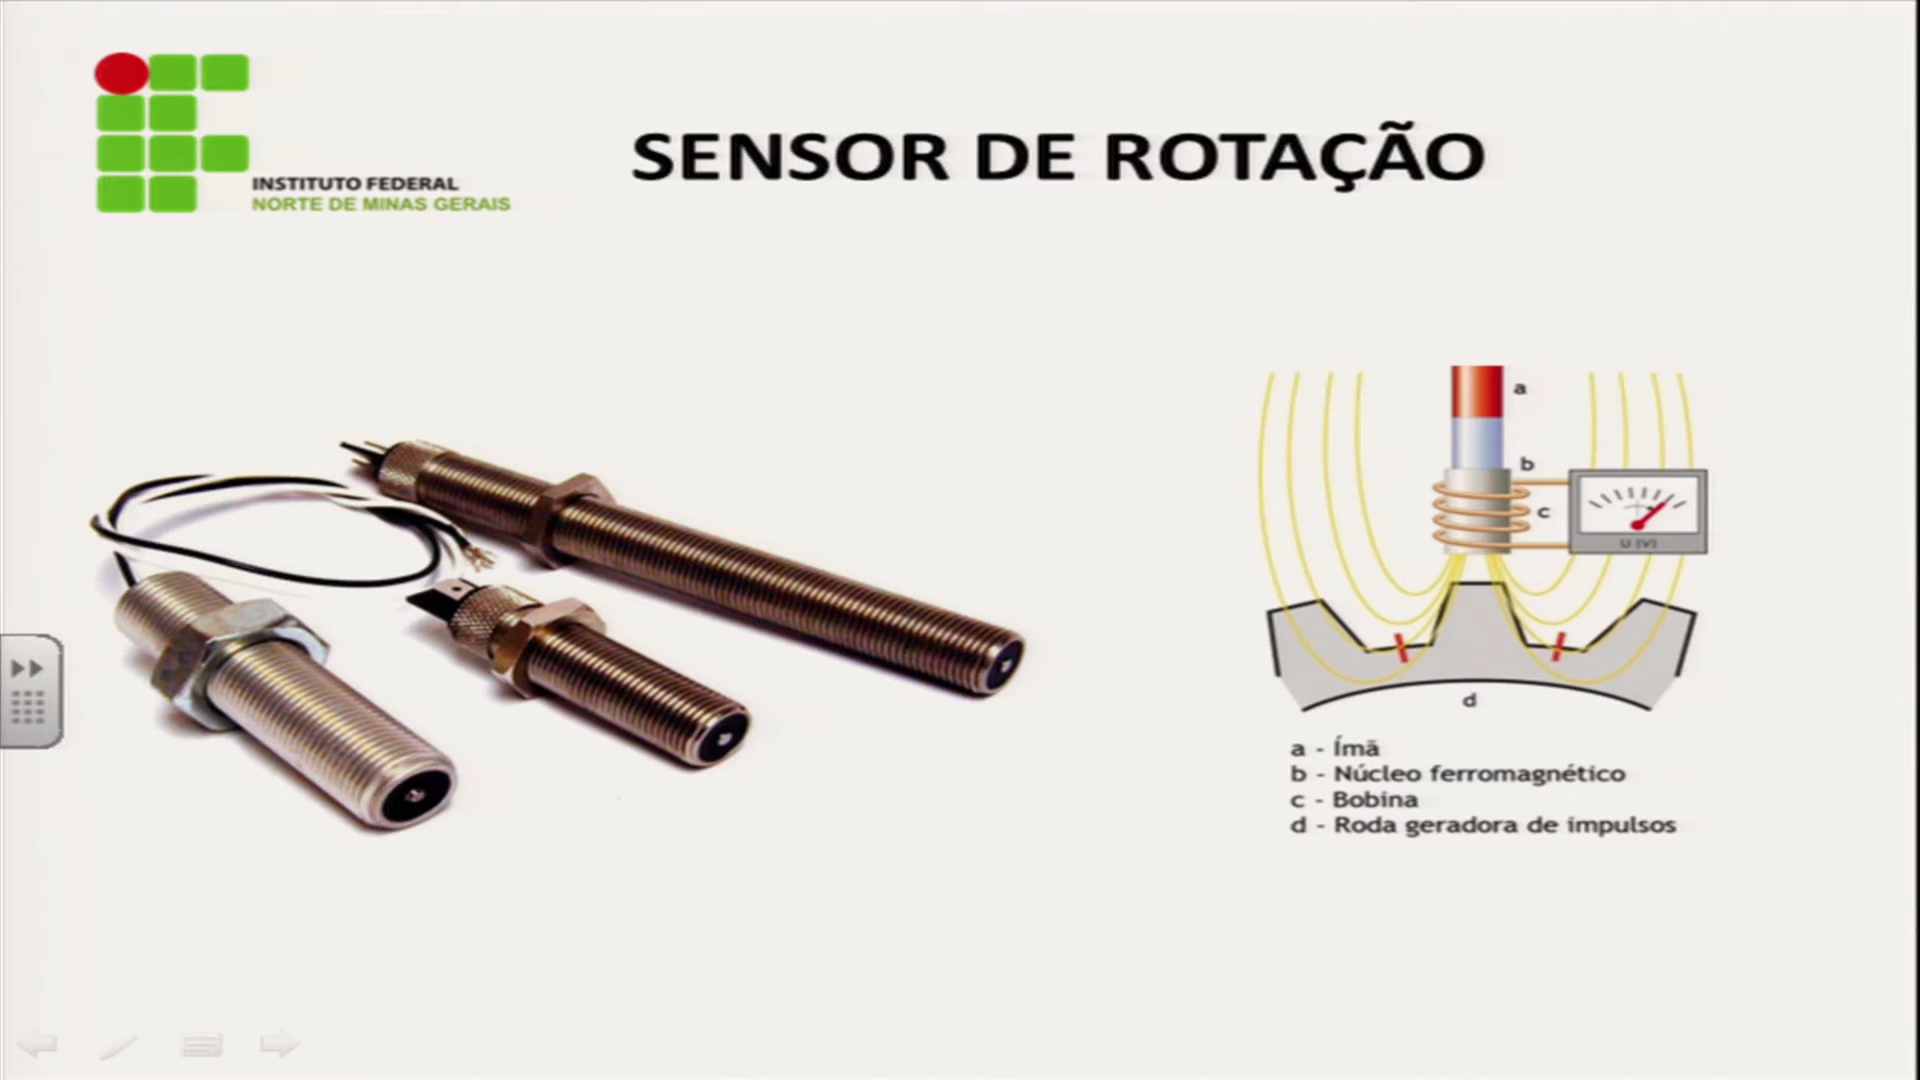 INSTITUTO FEDERAL
NORTE DE MINAS GERAIS
SENSOR DE ROTAÇÃO
a
b
c
U [V]
d
a - Ímã
b - Núcleo ferromagnético
c - Bobina
d - Roda geradora de impulsos